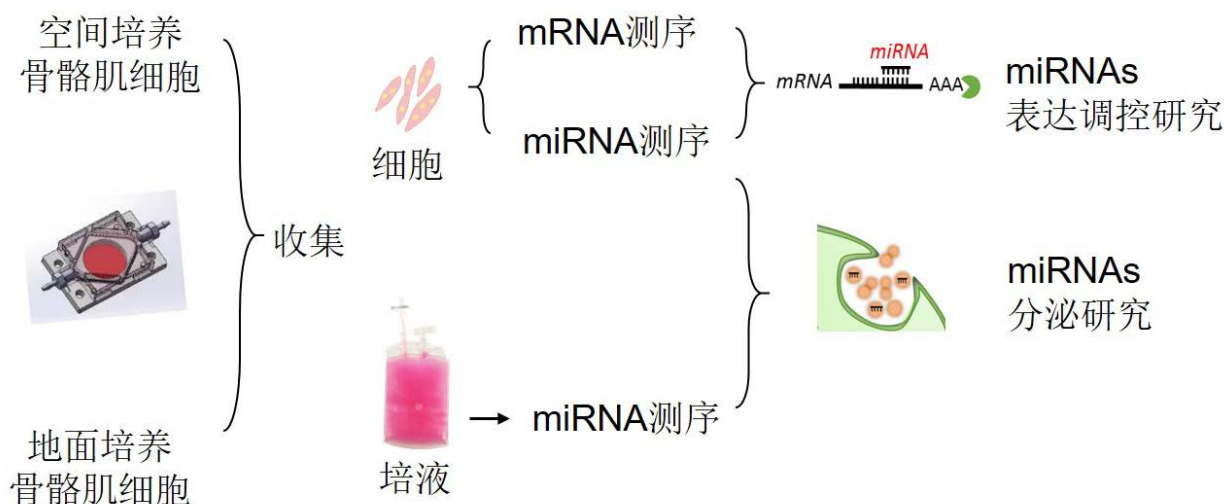 空间培养
骨骼肌细胞
收集
地面培养
骨骼肌细胞
细胞
培液
mRNA测序
miRNA测序
miRNA测序
miRNA
mRNA
AAA
miRNAs
表达调控研究
miRNAs
分泌研究